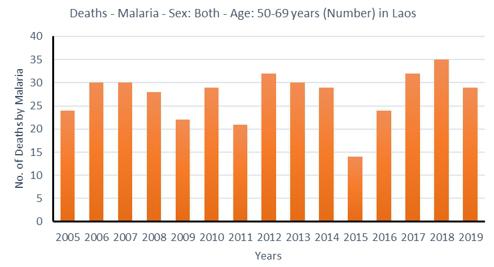 Deaths - Malaria - Sex: Both - Age: 50-69 years (Number) in Laos
No. of Deaths by Malaria
40
35
30
25
20
15
10
5
0
2005 2006 2007 2008 2009 2010 2011 2012 2013 2014 2015 2016 2017 2018 2019
Years